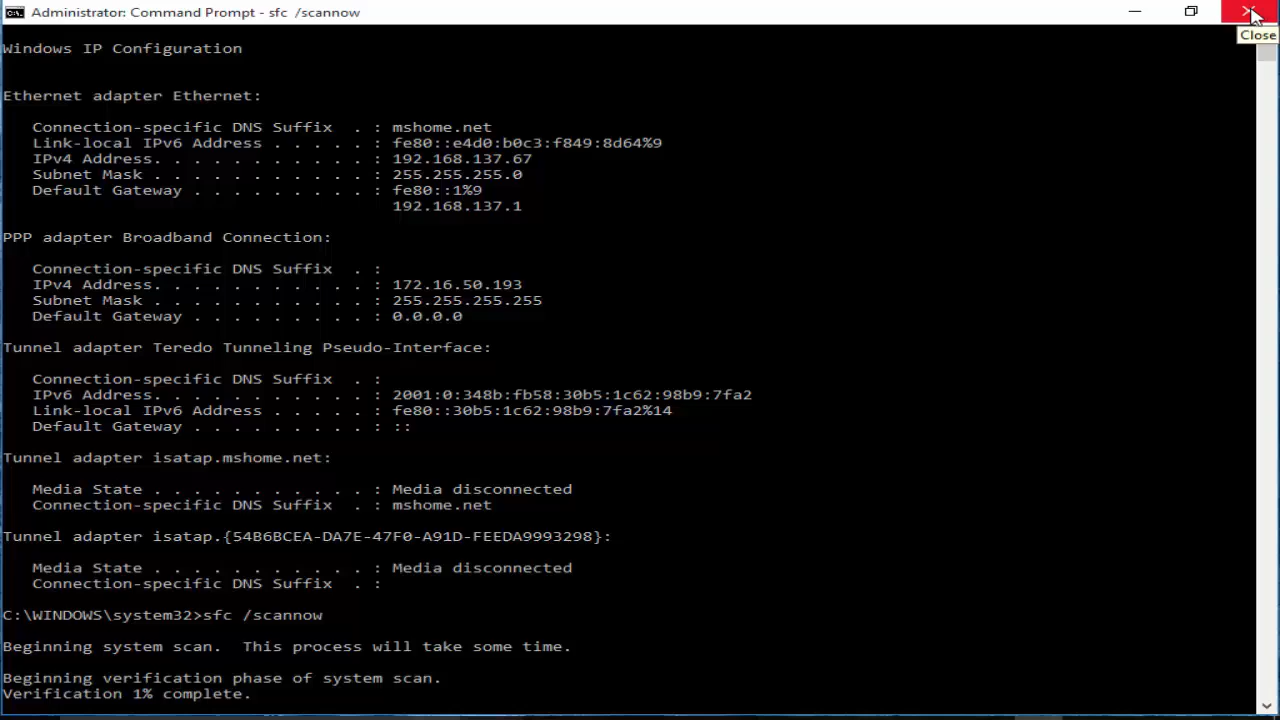 Administrator: Command Prompt - sfc  /scannow
Close
Windows IP Configuration
Ethernet adapter Ethernet:
   Connection-specific DNS Suffix  . : mshome.net
   Link-local IPv6 Address . . . . . : fe80::e4d0:b0c3:f849:8d64%9
   IPv4 Address. . . . . . . . . . . : 192.168.137.67
   Subnet Mask . . . . . . . . . . . : 255.255.255.0
   Default Gateway . . . . . . . . . : fe80::1%9
                                       192.168.137.1
PPP adapter Broadband Connection:
   Connection-specific DNS Suffix  . :
   IPv4 Address. . . . . . . . . . . : 172.16.50.193
   Subnet Mask . . . . . . . . . . . : 255.255.255.255
   Default Gateway . . . . . . . . . : 0.0.0.0
Tunnel adapter Teredo Tunneling Pseudo-Interface:
   Connection-specific DNS Suffix  . :
   IPv6 Address. . . . . . . . . . . : 2001:0:348b:fb58:30b5:1c62:98b9:7fa2
   Link-local IPv6 Address . . . . . : fe80::30b5:1c62:98b9:7fa2%14
   Default Gateway . . . . . . . . . : ::
Tunnel adapter isatap.mshome.net:
   Media State . . . . . . . . . . . : Media disconnected
   Connection-specific DNS Suffix  . : mshome.net
Tunnel adapter isatap.{54B6BCEA-DA7E-47F0-A91D-FEEDA9993298}:
   Media State . . . . . . . . . . . : Media disconnected
   Connection-specific DNS Suffix  . :
C:\WINDOWS\system32>sfc /scannow
Beginning system scan.  This process will take some time.
Beginning verification phase of system scan.
Verification 1% complete.